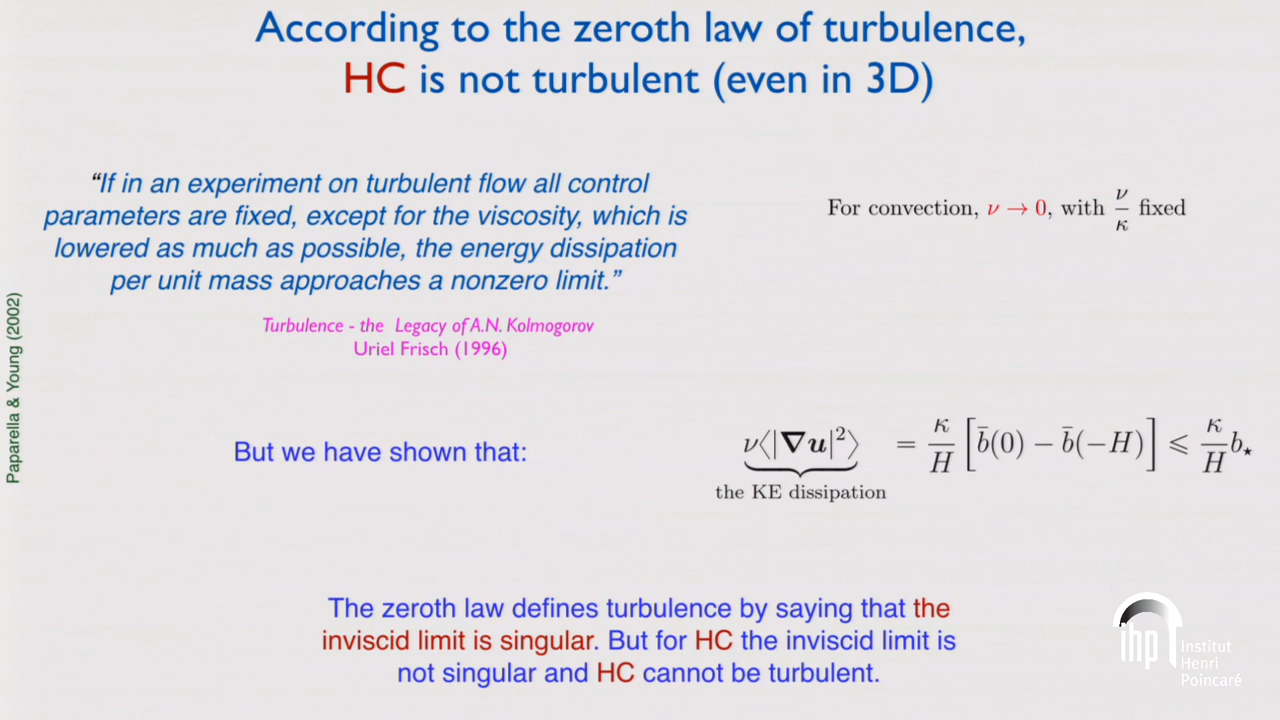 According to the zeroth law of turbulence,
HC is not turbulent (even in 3D)
“If in an experiment on turbulent flow all control
parameters are fixed, except for the viscosity, which is
lowered as much as possible, the energy dissipation
per unit mass approaches a nonzero limit.”
Turbulence - the Legacy of A.N. Kolmogorov
Uriel Frisch (1996)
For convection, ν → 0, with ν/κ fixed
Paparella & Young (2002)
But we have shown that:
ν⟨|∇u|²⟩ = κ/H [b̄(0) − b̄(−H)] ⩽ κ/H b⋆
the KE dissipation
The zeroth law defines turbulence by saying that the
inviscid limit is singular. But for HC the inviscid limit is
not singular and HC cannot be turbulent.
ihp
Institut
Henri
Poincaré